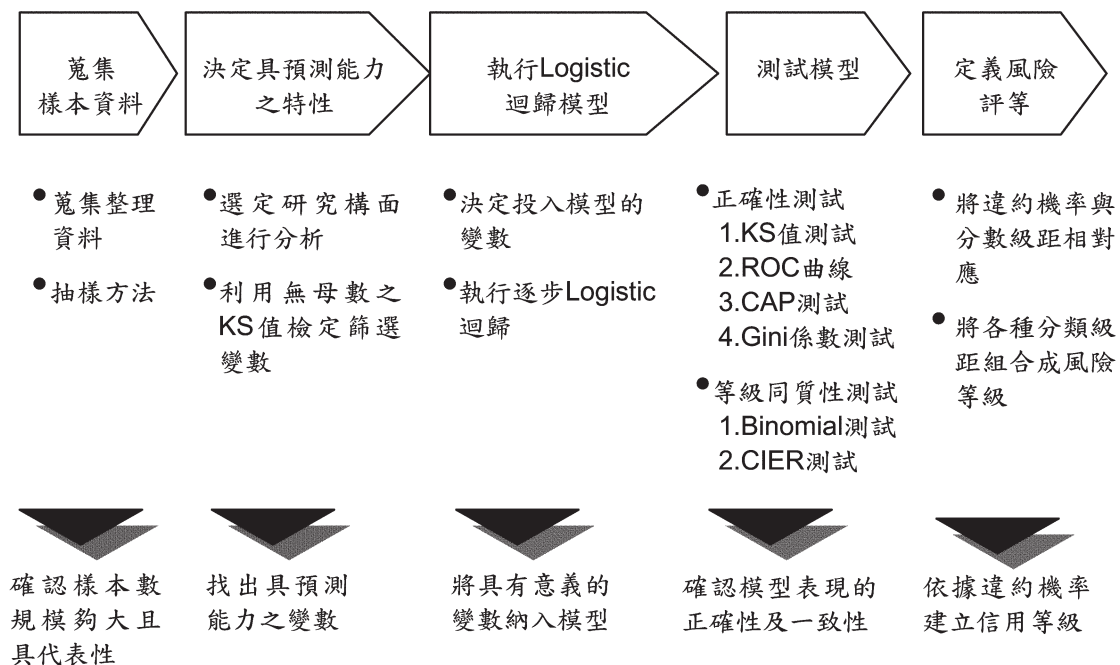 蒐集
樣本資料
決定具預測能力
之特性
執行Logistic
迴歸模型
測試模型
定義風險
評等
●蒐集整理
資料
●抽樣方法
●選定研究構面
進行分析
●利用無母數之
KS值檢定篩選
變數
●決定投入模型的
變數
●執行逐步Logistic
迴歸
●正確性測試
1.KS值測試
2.ROC曲線
3.CAP測試
4.Gini係數測試
●等級同質性測試
1.Binomial測試
2.CIER測試
●將違約機率與
分數級距相對
應
●將各種分類級
距組合成風險
等級
確認樣本數
規模夠大且
具代表性
找出具預測
能力之變數
將具有意義的
變數納入模型
確認模型表現的
正確性及一致性
依據違約機率
建立信用等級